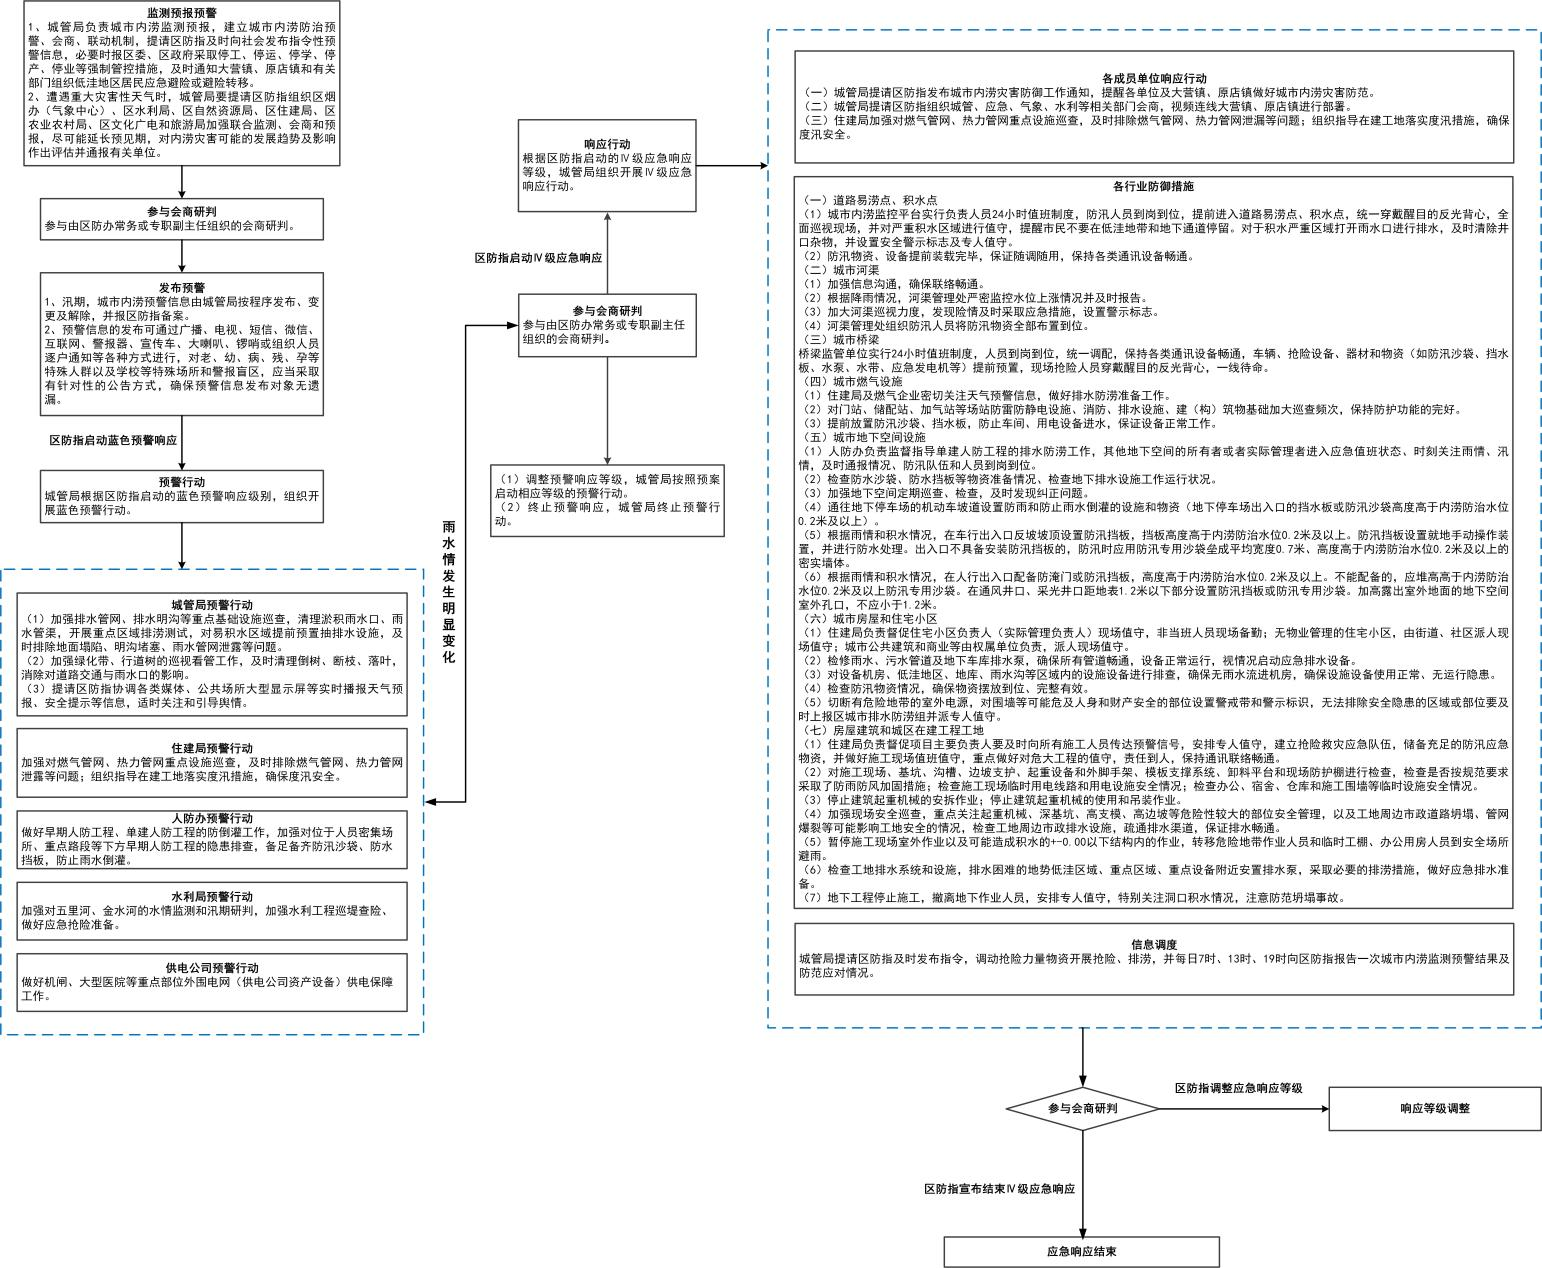 监测预报预警
1、城管局负责城市内涝监测预报，建立城市内涝防治预
警、会商、联动机制，提请区防指及时向社会发布指令性预
警信息，必要时报区委、区政府采取停工、停运、停学、停
产、停业等强制管控措施，及时通知大营镇、原店镇和有关
部门组织低洼地区居民应急避险或避险转移。
2、遭遇重大灾害性天气时，城管局要提请区防指组织区烟
办（气象中心）、区水利局、区自然资源局、区住建局、区
农业农村局、区文化广电和旅游局加强联合监测、会商和预
报，尽可能延长预见期，对内涝灾害可能的发展趋势及影响
作出评估并通报有关单位。
参与会商研判
参与由区防办常务或专职副主任组织的会商研判。
发布预警
1、汛期，城市内涝预警信息由城管局按程序发布、变
更及解除，并报区防指备案。
2、预警信息的发布可通过广播、电视、短信、微信、
互联网、警报器、宣传车、大喇叭、锣哨或组织人员
逐户通知等各种方式进行，对老、幼、病、残、孕等
特殊人群以及学校等特殊场所和警报盲区，应当采取
有针对性的公告方式，确保预警信息发布对象无遗
漏。
区防指启动蓝色预警响应
预警行动
城管局根据区防指启动的蓝色预警响应级别，组织开
展蓝色预警行动。
城管局预警行动
（1）加强排水管网、排水明沟等重点基础设施巡查，清理淤积雨水口、雨
水管渠，开展重点区域排涝测试，对易积水区域提前预置抽排水设施，及
时排除地面塌陷、明沟堵塞、雨水管网泄露等问题。
（2）加强绿化带、行道树的巡视看管工作，及时清理倒树、断枝、落叶，
消除对道路交通与雨水口的影响。
（3）提请区防指协调各类媒体、公共场所大型显示屏等实时播报天气预
报、安全提示等信息，适时关注和引导舆情。
住建局预警行动
加强对燃气管网、热力管网重点设施巡查，及时排除燃气管网、热力管网
泄露等问题；组织指导在建工地落实度汛措施，确保度汛安全。
人防办预警行动
做好早期人防工程、单建人防工程的防倒灌工作，加强对位于人员密集场
所、重点路段等下方早期人防工程的隐患排查，备足备齐防汛沙袋、防水
挡板，防止雨水倒灌。
水利局预警行动
加强对五里河、金水河的水情监测和汛期研判，加强水利工程巡堤查险、
做好应急抢险准备。
供电公司预警行动
做好机闸、大型医院等重点部位外围电网（供电公司资产设备）供电保障
工作。
雨水情发生明显变化
响应行动
根据区防指启动的Ⅳ级应急响应
等级，城管局组织开展Ⅳ级应急
响应行动。
区防指启动Ⅳ级应急响应
参与会商研判
参与由区防办常务或专职副主任
组织的会商研判。
（1）调整预警响应等级，城管局按照预案
启动相应等级的预警行动。
（2）终止预警响应，城管局终止预警行
动。
各成员单位响应行动
（一）城管局提请区防指发布城市内涝灾害防御工作通知，提醒各单位及大营镇、原店镇做好城市内涝灾害防范。
（二）城管局提请区防指组织城管、应急、气象、水利等相关部门会商，视频连线大营镇、原店镇进行部署。
（三）住建局加强对燃气管网、热力管网重点设施巡查，及时排除燃气管网、热力管网泄漏等问题；组织指导在建工地落实度汛措施，确保
度汛安全。
各行业防御措施
（一）道路易涝点、积水点
（1）城市内涝监控平台实行负责人员24小时值班制度，防汛人员到岗到位，提前进入道路易涝点、积水点，统一穿戴醒目的反光背心，全
面巡视现场，并对严重积水区域进行值守，提醒市民不要在低洼地带和地下通道停留。对于积水严重区域打开雨水口进行排水，及时清除井
口杂物，并设置安全警示标志及专人值守。
（2）防汛物资、设备提前装载完毕，保证随调随用，保持各类通讯设备畅通。
（二）城市河渠
（1）加强信息沟通，确保联络畅通。
（2）根据降雨情况，河渠管理处严密监控水位上涨情况并及时报告。
（3）加大河渠巡视力度，发现险情及时采取应急措施，设置警示标志。
（4）河渠管理处组织防汛人员将防汛物资全部布置到位。
（三）城市桥梁
桥梁监管单位实行24小时值班制度，人员到岗到位，统一调配，保持各类通讯设备畅通，车辆、抢险设备、器材和物资（如防汛沙袋、挡水
板、水泵、水带、应急发电机等）提前预置，现场抢险人员穿戴醒目的反光背心，一线待命。
（四）城市燃气设施
（1）住建局及燃气企业密切关注天气预警信息，做好排水防涝准备工作。
（2）对门站、储配站、加气站等场站防雷防静电设施、消防、排水设施、建（构）筑物基础加大巡查频次，保持防护功能的完好。
（3）提前放置防汛沙袋、挡水板，防止车间、用电设备进水，保证设备正常工作。
（五）城市地下空间设施
（1）人防办负责监督指导单建人防工程的排水防涝工作，其他地下空间的所有者或者实际管理者进入应急值班状态、时刻关注雨情、汛
情，及时通报情况、防汛队伍和人员到岗到位。
（2）检查防水沙袋、防水挡板等物资准备情况、检查地下排水设施工作运行状况。
（3）加强地下空间定期巡查、检查，及时发现纠正问题。
（4）通往地下停车场的机动车坡道设置防雨和防止雨水倒灌的设施和物资（地下停车场出入口的挡水板或防汛沙袋高度高于内涝防治水位
0.2米及以上）。
（5）根据雨情和积水情况，在车行出入口反坡坡顶设置防汛挡板，挡板高度高于内涝防治水位0.2米及以上。防汛挡板设置就地手动操作装
置，并进行防水处理。出入口不具备安装防汛挡板的，防汛时应用防汛专用沙袋垒成平均宽度0.7米、高度高于内涝防治水位0.2米及以上的
密实墙体。
（6）根据雨情和积水情况，在人行出入口配备防淹门或防汛挡板，高度高于内涝防治水位0.2米及以上。不能配备的，应堆高高于内涝防治
水位0.2米及以上防汛专用沙袋。在通风井口、采光井口距地表1.2米以下部分设置防汛挡板或防汛专用沙袋。加高露出室外地面的地下空间
室外孔口，不应小于1.2米。
（六）城市房屋和住宅小区
（1）住建局负责督促住宅小区负责人（实际管理负责人）现场值守，非当班人员现场备勤；无物业管理的住宅小区，由街道、社区派人现
场值守；城市公共建筑和商业等由权属单位负责，派人现场值守。
（2）检修雨水、污水管道及地下车库排水泵，确保所有管道畅通，设备正常运行，视情况启动应急排水设备。
（3）对设备机房、低洼地区、地库、雨水沟等区域内的设施设备进行排查，确保无雨水流进机房，确保设施设备使用正常、无运行隐患。
（4）检查防汛物资情况，确保物资摆放到位、完整有效。
（5）切断有危险地带的室外电源，对围墙等可能危及人身和财产安全的部位设置警戒带和警示标识，无法排除安全隐患的区域或部位要及
时上报区城市排水防涝组并派专人值守。
（七）房屋建筑和城区在建工程工地
（1）住建局负责督促项目主要负责人要及时向所有施工人员传达预警信号，安排专人值守，建立抢险救灾应急队伍，储备充足的防汛应急
物资，并做好施工现场值班值守，重点做好对危大工程的值守，责任到人，保持通讯联络畅通。
（2）对施工现场、基坑、沟槽、边坡支护、起重设备和外脚手架、模板支撑系统、卸料平台和现场防护棚进行检查，检查是否按规范要求
采取了防雨防风加固措施；检查施工现场临时用电线路和用电设施安全情况；检查办公、宿舍、仓库和施工围墙等临时设施安全情况。
（3）停止建筑起重机械的安拆作业；停止建筑起重机械的使用和吊装作业。
（4）加强现场安全巡查，重点关注起重机械、深基坑、高支模、高边坡等危险性较大的部位安全管理，以及工地周边市政道路坍塌、管网
爆裂等可能影响工地安全的情况，检查工地周边市政排水设施，疏通排水渠道，保证排水畅通。
（5）暂停施工现场室外作业以及可能造成积水的+-0.00以下结构内的作业，转移危险地带作业人员和临时工棚、办公用房人员到安全场所
避雨。
（6）检查工地排水系统和设施，排水困难的地势低洼区域、重点区域、重点设备附近安置排水泵，采取必要的排涝措施，做好应急排水准
备。
（7）地下工程停止施工，撤离地下作业人员，安排专人值守，特别关注洞口积水情况，注意防范坍塌事故。
信息调度
城管局提请区防指及时发布指令，调动抢险力量物资开展抢险、排涝，并每日7时、13时、19时向区防指报告一次城市内涝监测预警结果及
防范应对情况。
参与会商研判
区防指调整应急响应等级
响应等级调整
区防指宣布结束Ⅳ级应急响应
应急响应结束